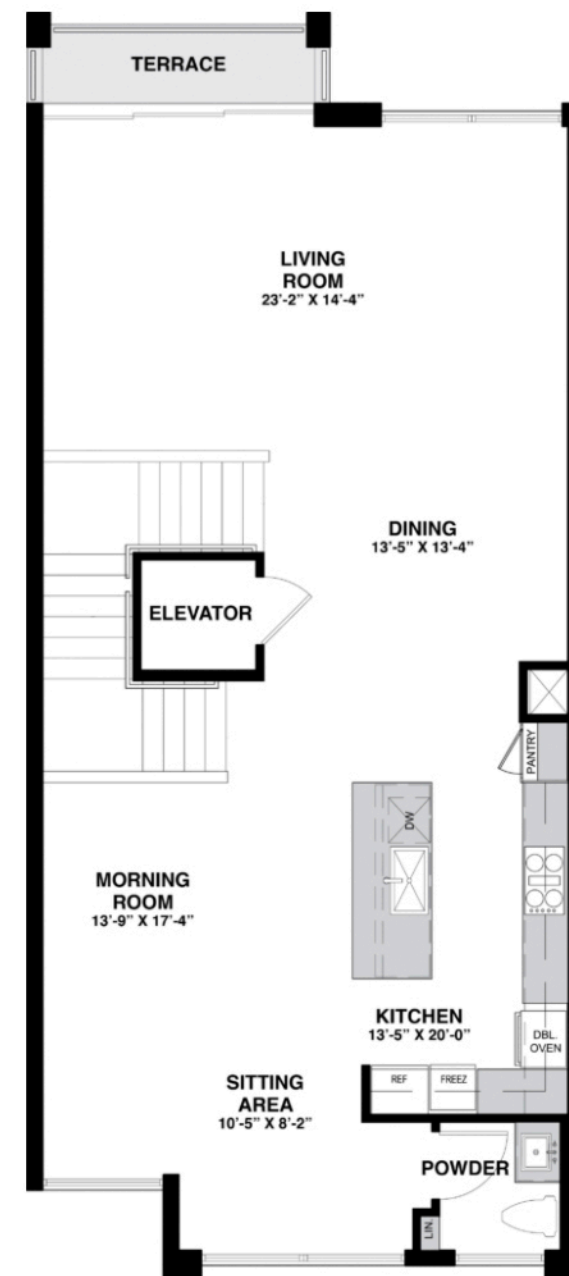 TERRACE
LIVING
ROOM
23’-2” X 14’-4”
DINING
13’-5” X 13’-4”
ELEVATOR
PANTRY
DW
MORNING
ROOM
13’-9” X 17’-4”
KITCHEN
13’-5” X 20’-0”
DBL.
OVEN
REF
FREEZ
SITTING
AREA
10’-5” X 8’-2”
POWDER
LIN.